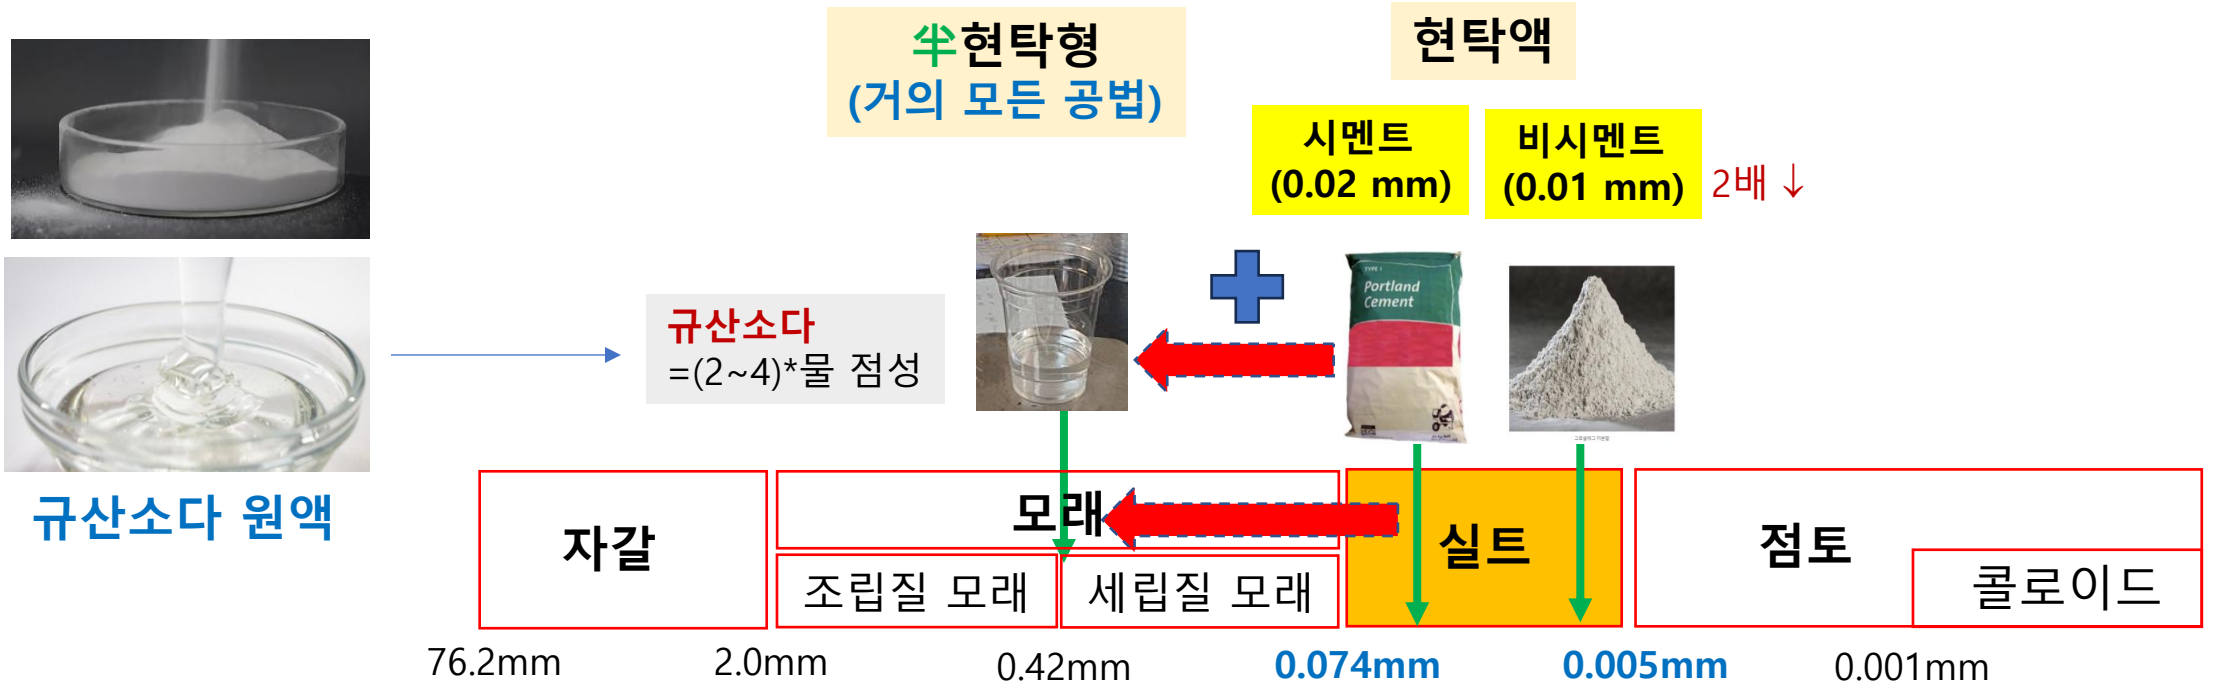 半현탁형
(거의 모든 공법)
현탁액
시멘트
(0.02 mm)
비시멘트
(0.01 mm)
2배 ↓
규산소다
=(2~4)*물 점성
TYPE I
Portland
Cement
규산소다 원액
자갈
모래
조립질 모래
세립질 모래
실트
점토
콜로이드
76.2mm
2.0mm
0.42mm
0.074mm
0.005mm
0.001mm